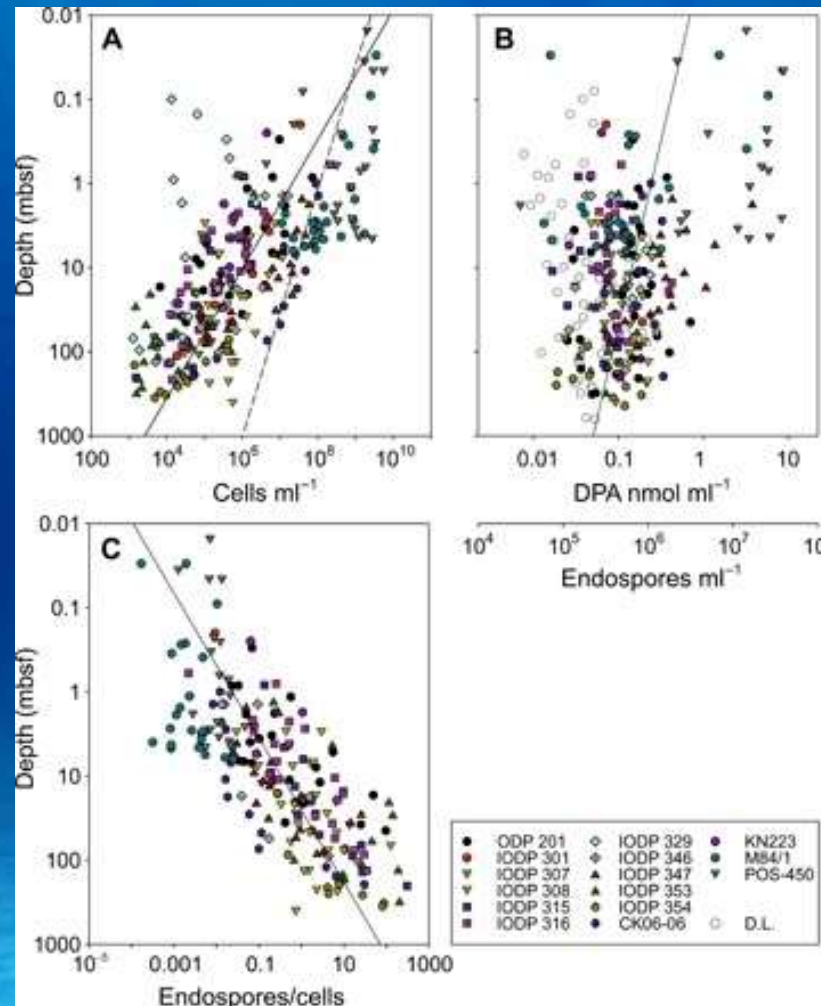 A
Depth (mbsf)
0.01
0.1
1
10
100
1000
100
10⁴
10⁶
10⁸
10¹⁰
Cells ml⁻¹
B
0.01
0.1
1
10
DPA nmol ml⁻¹
10⁴
10⁵
10⁶
10⁷
10⁸
Endospores ml⁻¹
C
Depth (mbsf)
0.01
0.1
1
10
100
1000
10⁻⁵
0.001
0.1
10
1000
Endospores/cells
ODP 201
IODP 301
IODP 307
IODP 308
IODP 315
IODP 316
IODP 329
IODP 346
IODP 347
IODP 353
IODP 354
CK06-06
KN223
M84/1
POS-450
D.L.